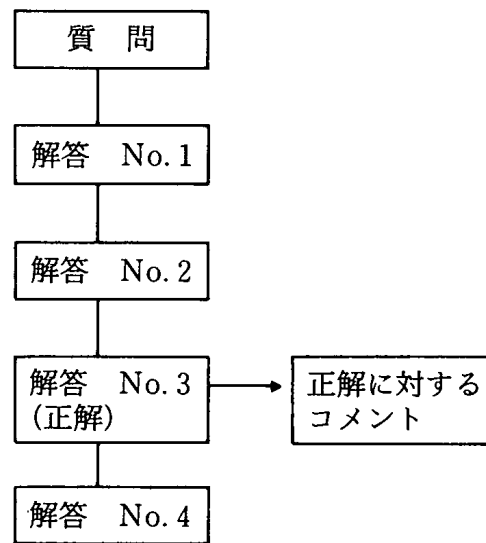 質 問
解答 No.1
解答 No.2
解答 No.3
(正解)
正解に対する
コメント
解答 No.4